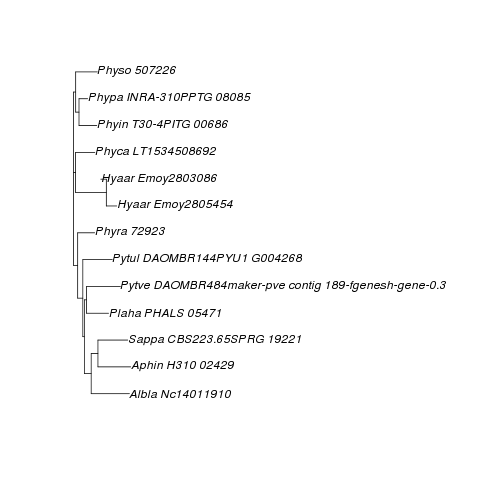 Physo 507226
Phypa INRA-310PPTG 08085
Phyin T30-4PITG 00686
Phyca LT1534508692
Hyaar Emoy2803086
Hyaar Emoy2805454
Phyra 72923
Pytul DAOMBR144PYU1 G004268
Pytve DAOMBR484maker-pve contig 189-fgenesh-gene-0.3
Plaha PHALS 05471
Sappa CBS223.65SPRG 19221
Aphin H310 02429
Albla Nc14011910